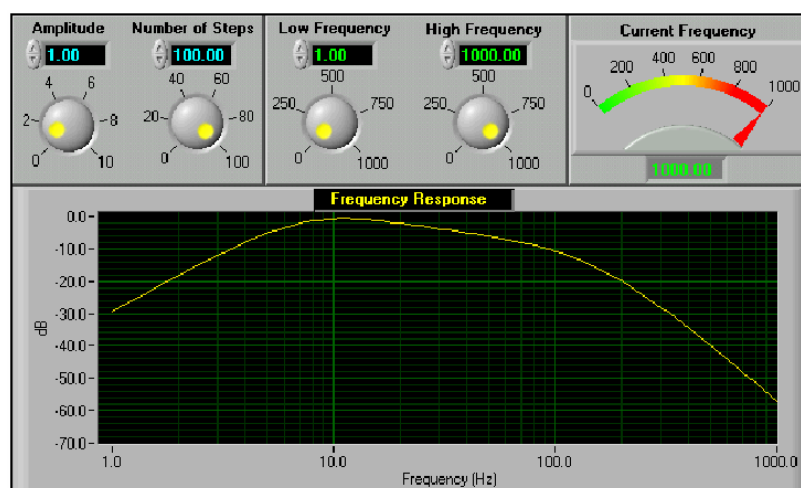 Amplitude
1.00
4 6
2 8
0 10
Number of Steps
100.00
40 60
20 80
0 100
Low Frequency
1.00
500
250 750
0 1000
High Frequency
1000.00
500
250 750
0 1000
Current Frequency
0 200 400 600 800 1000
1000.00
Frequency Response
0.0
-10.0
-20.0
-30.0
-40.0
-50.0
-60.0
-70.0
dB
1.0 10.0 100.0 1000.0
Frequency (Hz)